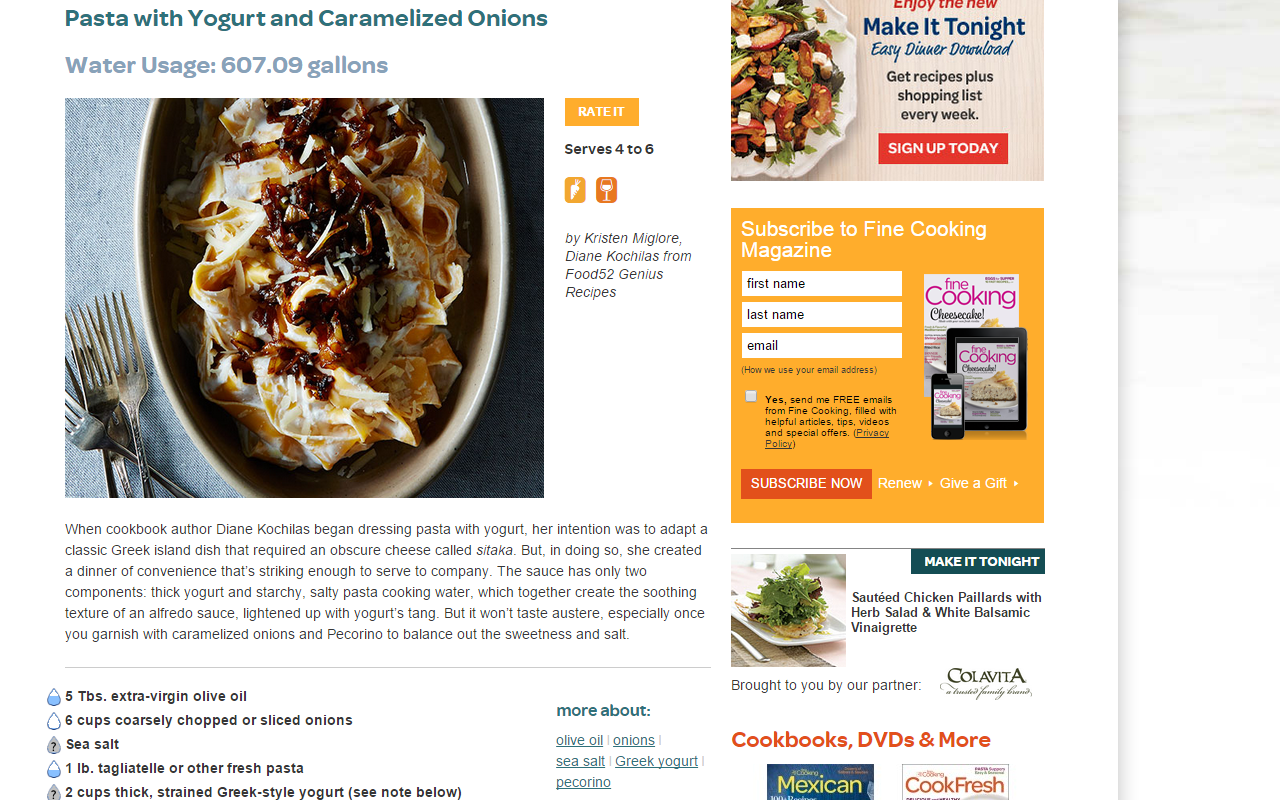 Pasta with Yogurt and Caramelized Onions
Water Usage: 607.09 gallons
RATE IT
Serves 4 to 6
by Kristen Miglore,
Diane Kochilas from
Food52 Genius
Recipes
When cookbook author Diane Kochilas began dressing pasta with yogurt, her intention was to adapt a
classic Greek island dish that required an obscure cheese called sitaka. But, in doing so, she created
a dinner of convenience that's striking enough to serve to company. The sauce has only two
components: thick yogurt and starchy, salty pasta cooking water, which together create the soothing
texture of an alfredo sauce, lightened up with yogurt's tang. But it won't taste austere, especially once
you garnish with caramelized onions and Pecorino to balance out the sweetness and salt.
5 Tbs. extra-virgin olive oil
6 cups coarsely chopped or sliced onions
? Sea salt
1 lb. tagliatelle or other fresh pasta
? 2 cups thick, strained Greek-style yogurt (see note below)
more about:
olive oil | onions |
sea salt | Greek yogurt |
pecorino
Enjoy the new
Make It Tonight
Easy Dinner Download
Get recipes plus
shopping list
every week.
SIGN UP TODAY
Subscribe to Fine Cooking
Magazine
first name
last name
email
(How we use your email address)
Yes, send me FREE emails
from Fine Cooking, filled with
helpful articles, tips, videos
and special offers. (Privacy
Policy)
fine
Cooking
Cheesecake!
fine
Cooking
Cheesecake!
Cooking
SUBSCRIBE NOW Renew Give a Gift
MAKE IT TONIGHT
Sautéed Chicken Paillards with
Herb Salad & White Balsamic
Vinaigrette
Brought to you by our partner:
COLAVITA
a trusted family brand
Cookbooks, DVDs & More
Cooking
Mexican
Cooking
CookFresh